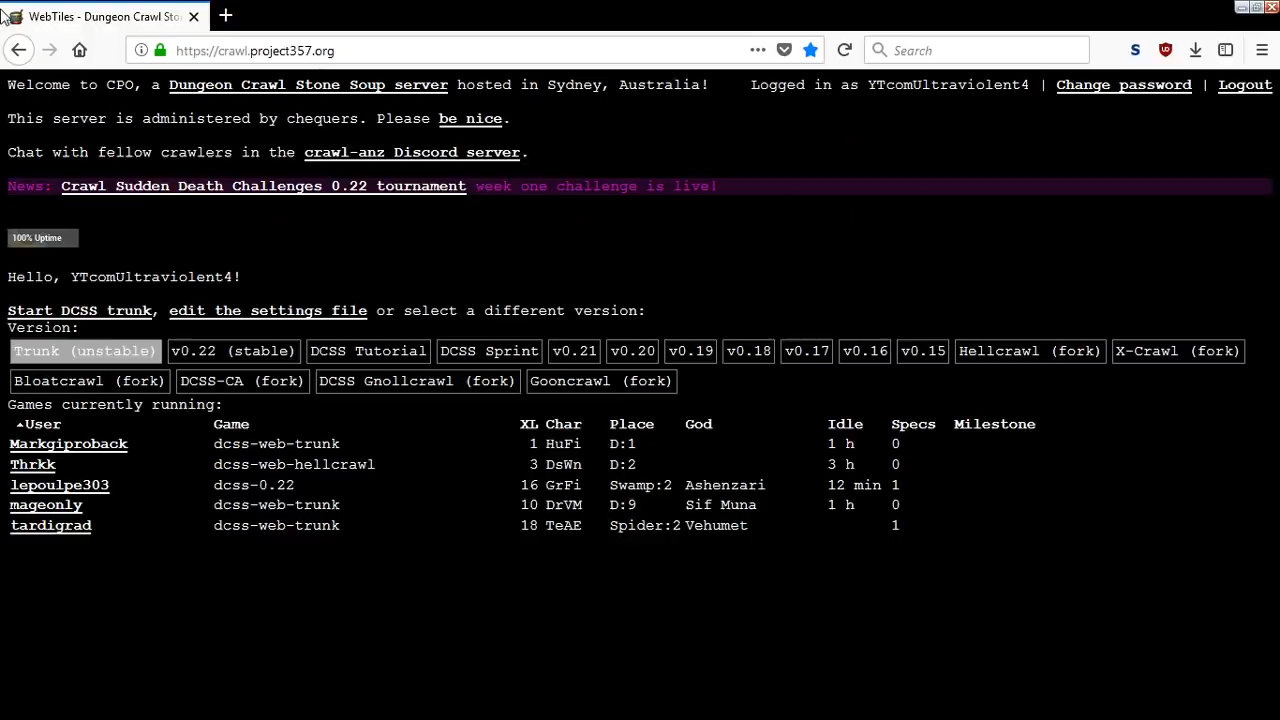 WebTiles - Dungeon Crawl Sto
https://crawl.project357.org
Search
Welcome to CPO, a Dungeon Crawl Stone Soup server hosted in Sydney, Australia!
Logged in as YTcomUltraviolent4 | Change password | Logout
This server is administered by chequers. Please be nice.
Chat with fellow crawlers in the crawl-anz Discord server.
News: Crawl Sudden Death Challenges 0.22 tournament week one challenge is live!
100% Uptime
Hello, YTcomUltraviolent4!
Start DCSS trunk, edit the settings file or select a different version:
Version:
Trunk (unstable) v0.22 (stable) DCSS Tutorial DCSS Sprint v0.21 v0.20 v0.19 v0.18 v0.17 v0.16 v0.15 Hellcrawl (fork) X-Crawl (fork)
Bloatcrawl (fork) DCSS-CA (fork) DCSS Gnollcrawl (fork) Gooncrawl (fork)
Games currently running:
User Game XL Char Place God Idle Specs Milestone
Markgiproback dcss-web-trunk 1 HuFi D:1 1 h 0
Thrkk dcss-web-hellcrawl 3 DsWn D:2 3 h 0
lepoulpe303 dcss-0.22 16 GrFi Swamp:2 Ashenzari 12 min 1
mageonly dcss-web-trunk 10 DrVM D:9 Sif Muna 1 h 0
tardigrad dcss-web-trunk 18 TeAE Spider:2 Vehumet 1